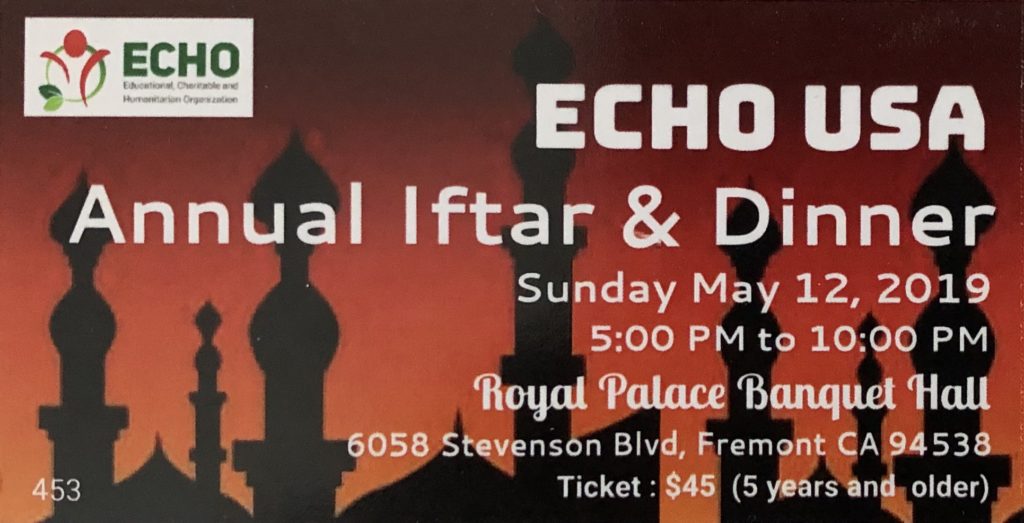 ECHO
Educational, Charitable and
Humanitarian Organization
ECHO USA
Annual Iftar & Dinner
Sunday May 12, 2019
5:00 PM to 10:00 PM
Royal Palace Banquet Hall
6058 Stevenson Blvd, Fremont CA 94538
Ticket : $45 (5 years and older)
453